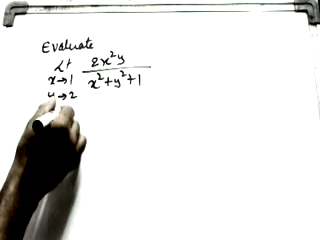 Evaluate
Lt 2x²y
x→1 x²+y²+1
y→2